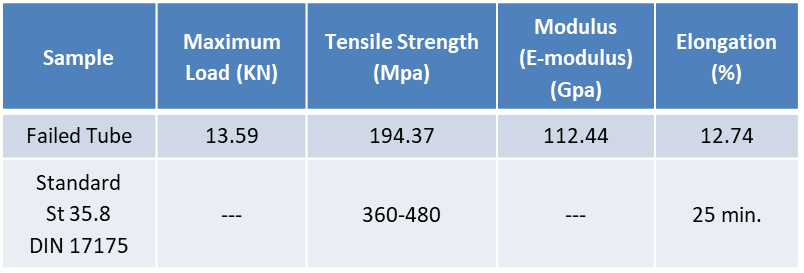 Sample
Maximum
Load (KN)
Tensile Strength
(Mpa)
Modulus
(E-modulus)
(Gpa)
Elongation
(%)
Failed Tube
13.59
194.37
112.44
12.74
Standard
St 35.8
DIN 17175
---
360-480
---
25 min.